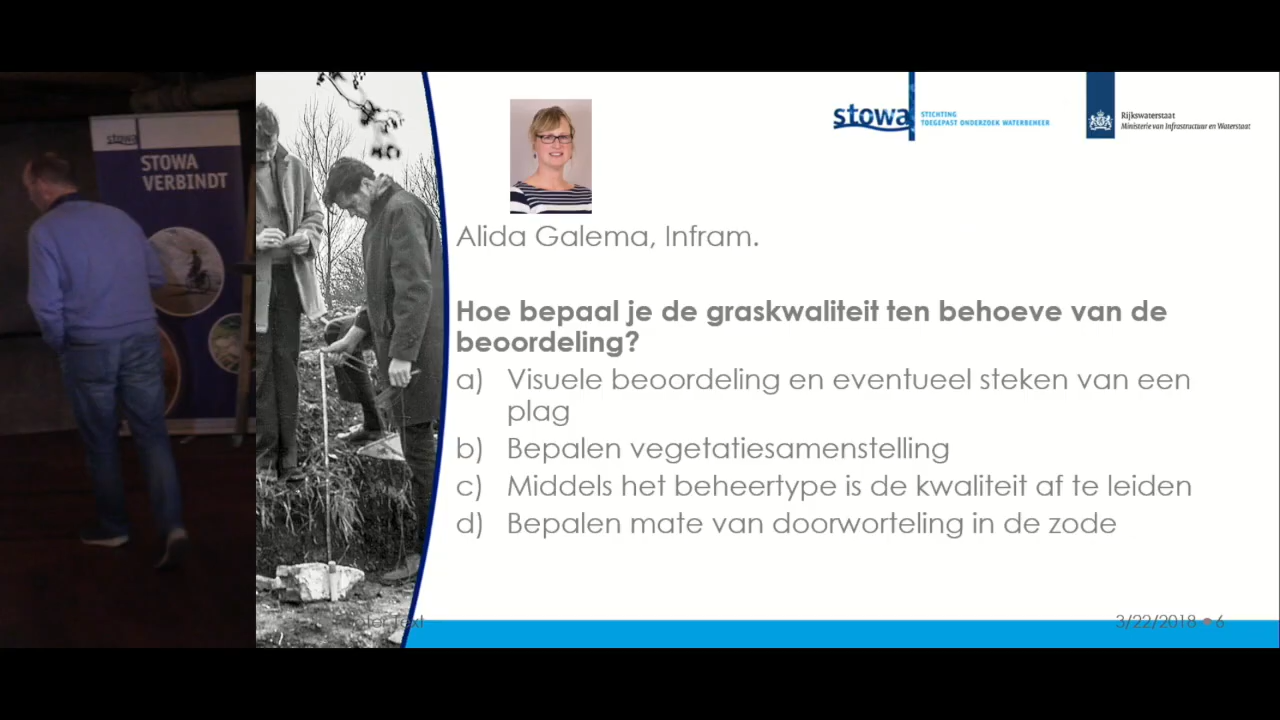 stowa
STOWA
VERBINDT
stowa
STICHTING
TOEGEPAST ONDERZOEK WATERBEHEER
Rijkswaterstaat
Ministerie van Infrastructuur en Waterstaat
Alida Galema, Infram.
Hoe bepaal je de graskwaliteit ten behoeve van de
beoordeling?
a) Visuele beoordeling en eventueel steken van een
plag
b) Bepalen vegetatiesamenstelling
c) Middels het beheertype is de kwaliteit af te leiden
d) Bepalen mate van doorworteling in de zode
Text
3/22/2018 • 6